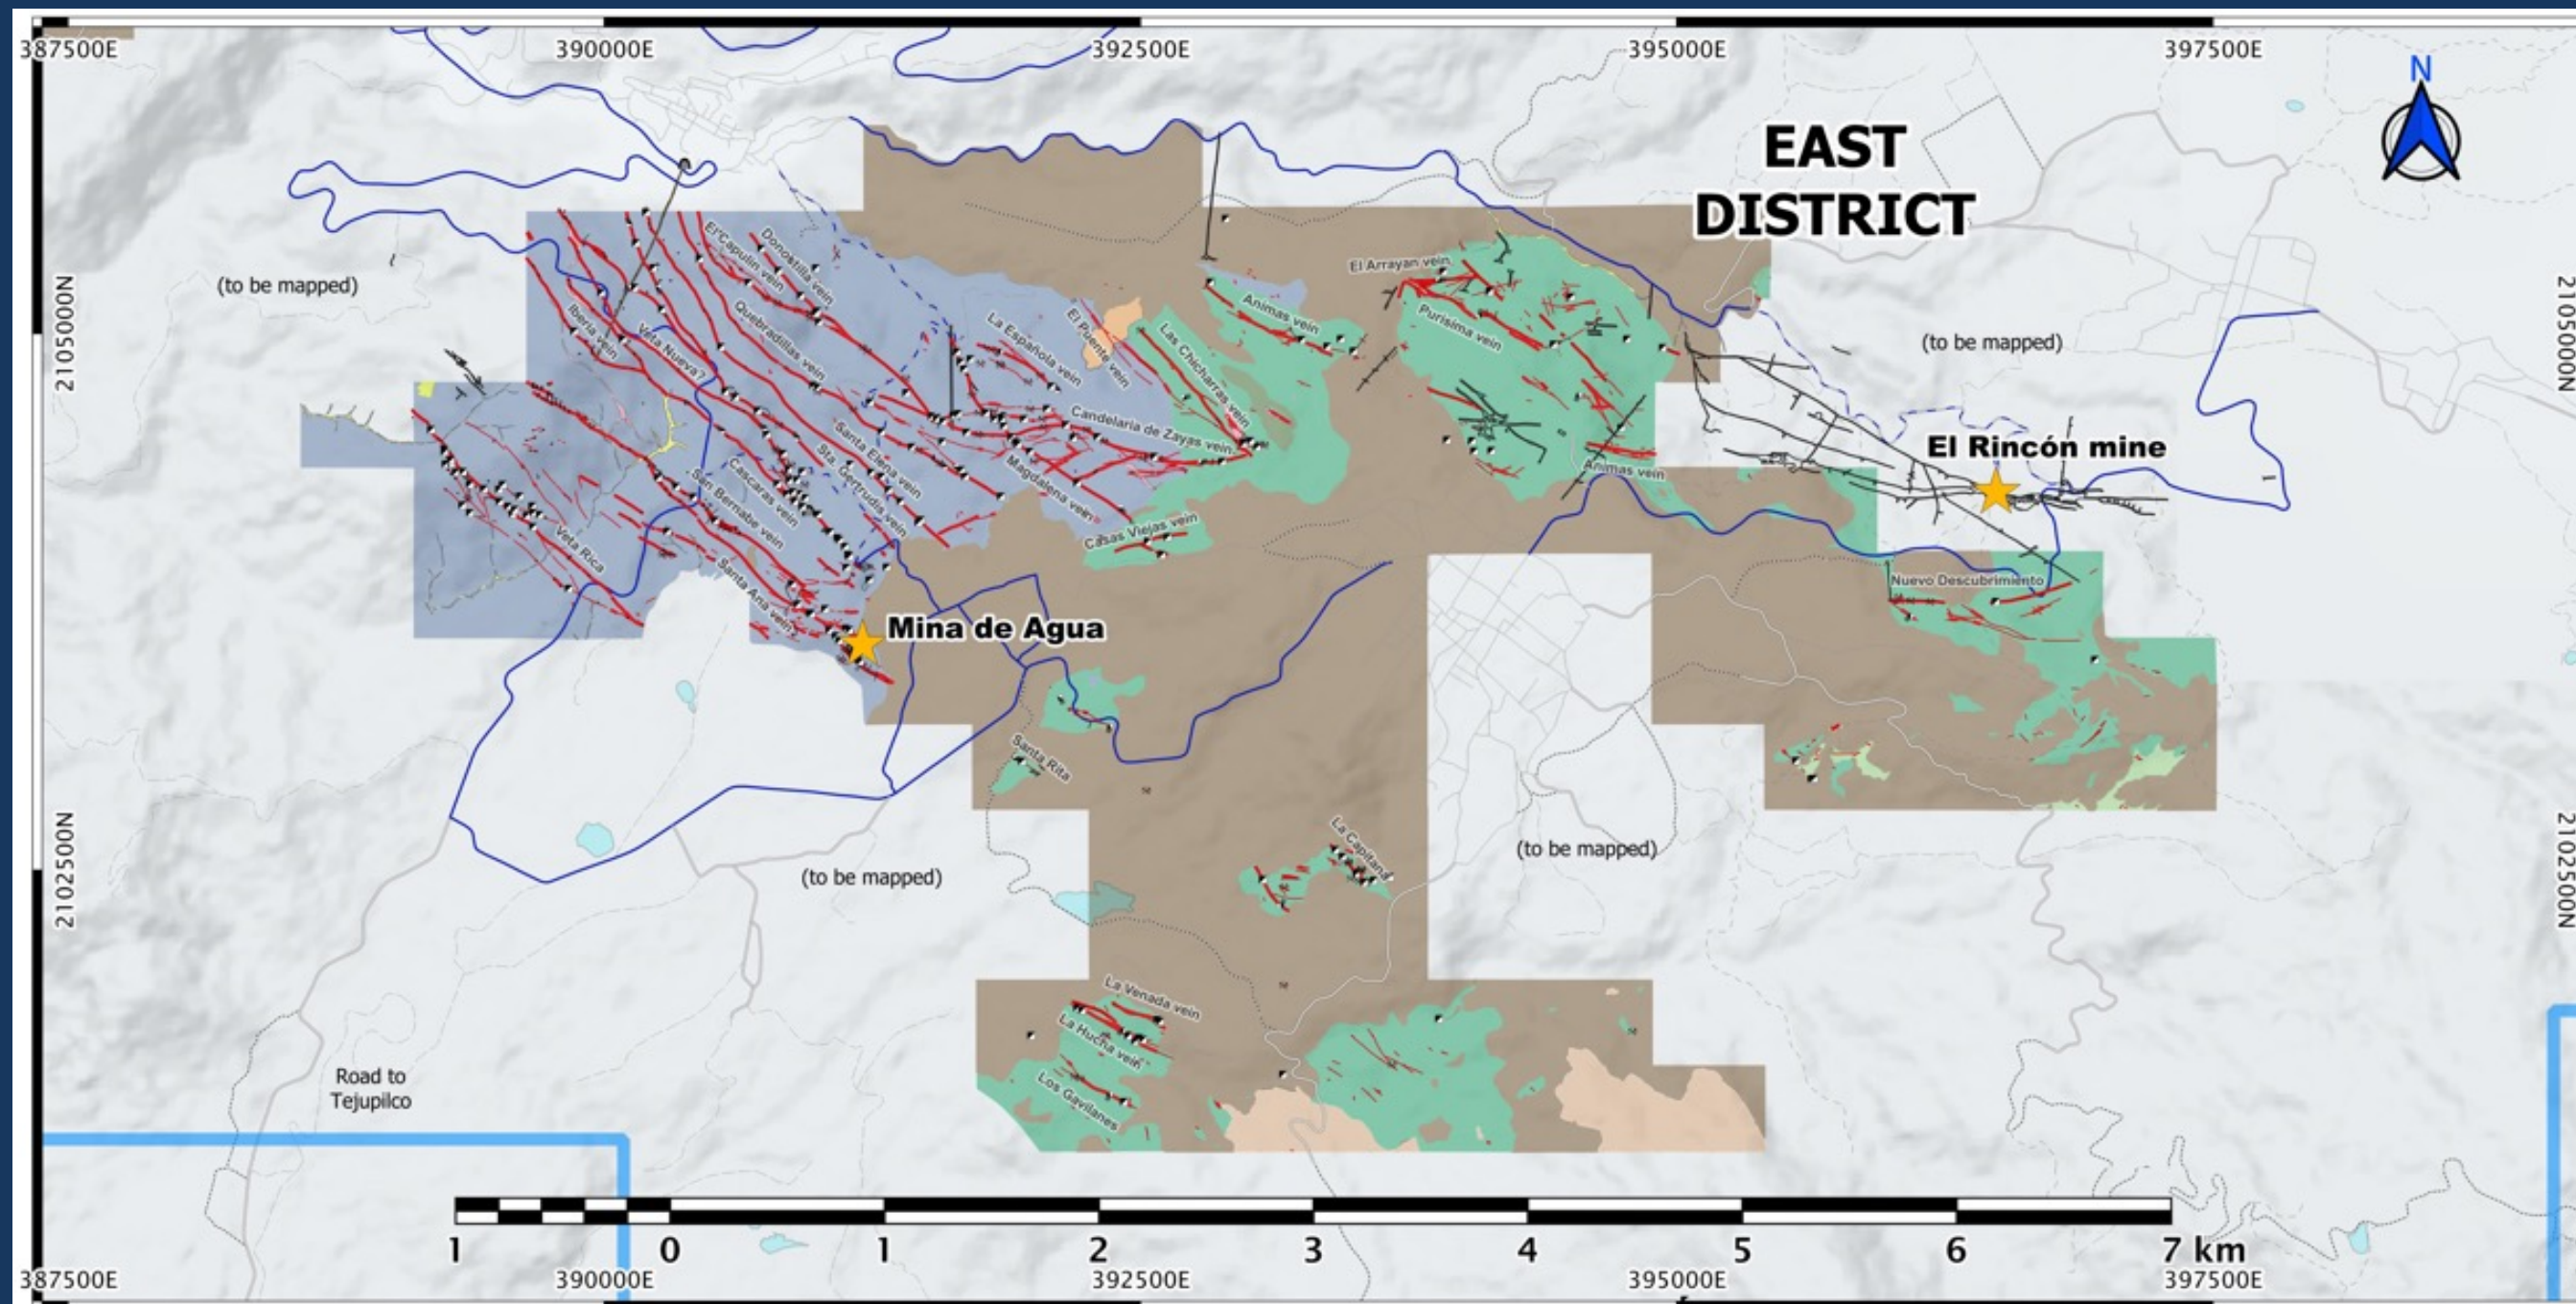 387500E
390000E
392500E
395000E
397500E
N
EAST
DISTRICT
2105000N
2105000N
(to be mapped)
(to be mapped)
El Capulin vein
Donostilla vein
Iberia vein
Veta Nueva?
Quebradillas vein
La Española vein
El Puente vein
Las Chicharras vein
Animas vein
El Arrayan vein
Purisima vein
Candelaria de Zayas vein
Santa Elena vein
Sta. Gertrudis vein
Magdalena vein
Cascaras vein
San Bernabe vein
Veta Rica
Santa Ana vein
Casas Viejas vein
Animas vein
El Rincón mine
Nuevo Descubrimiento
Mina de Agua
Santa Rita
La Capitana
2102500N
2102500N
(to be mapped)
(to be mapped)
La Venada vein
La Hucha vein
Los Gavilanes
Road to
Tejupilco
1 0 1 2 3 4 5 6 7 km
387500E
390000E
392500E
395000E
397500E